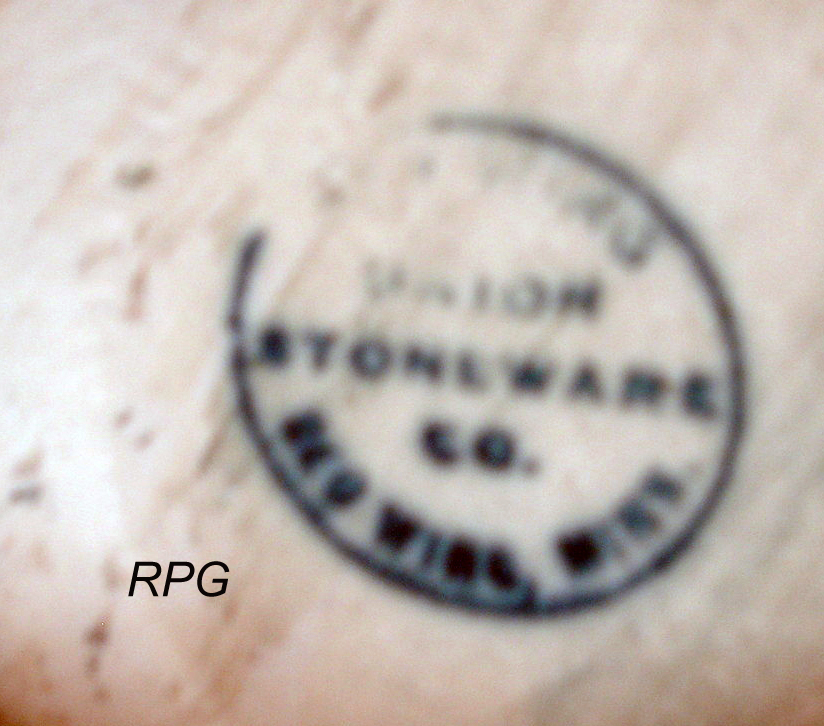 UNION
STONEWARE
CO.
RED WING, MINN.
RPG